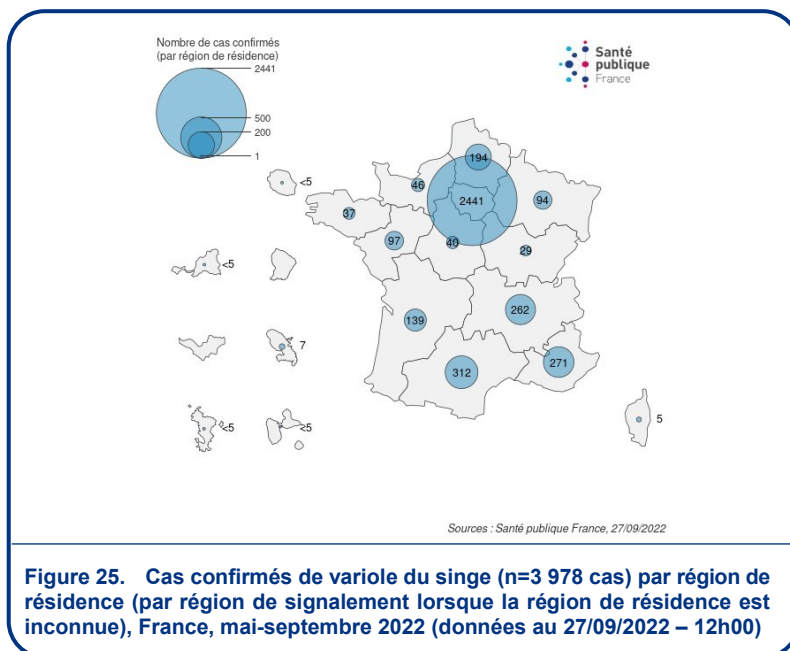 Nombre de cas confirmés
(par région de résidence)
2441
500
200
1
Santé
publique
France
<5
194
46
2441
94
37
97
40
29
<5
139
262
7
312
271
<5
<5
5
Sources : Santé publique France, 27/09/2022
Figure 25. Cas confirmés de variole du singe (n=3 978 cas) par région de
résidence (par région de signalement lorsque la région de résidence est
inconnue), France, mai-septembre 2022 (données au 27/09/2022 – 12h00)